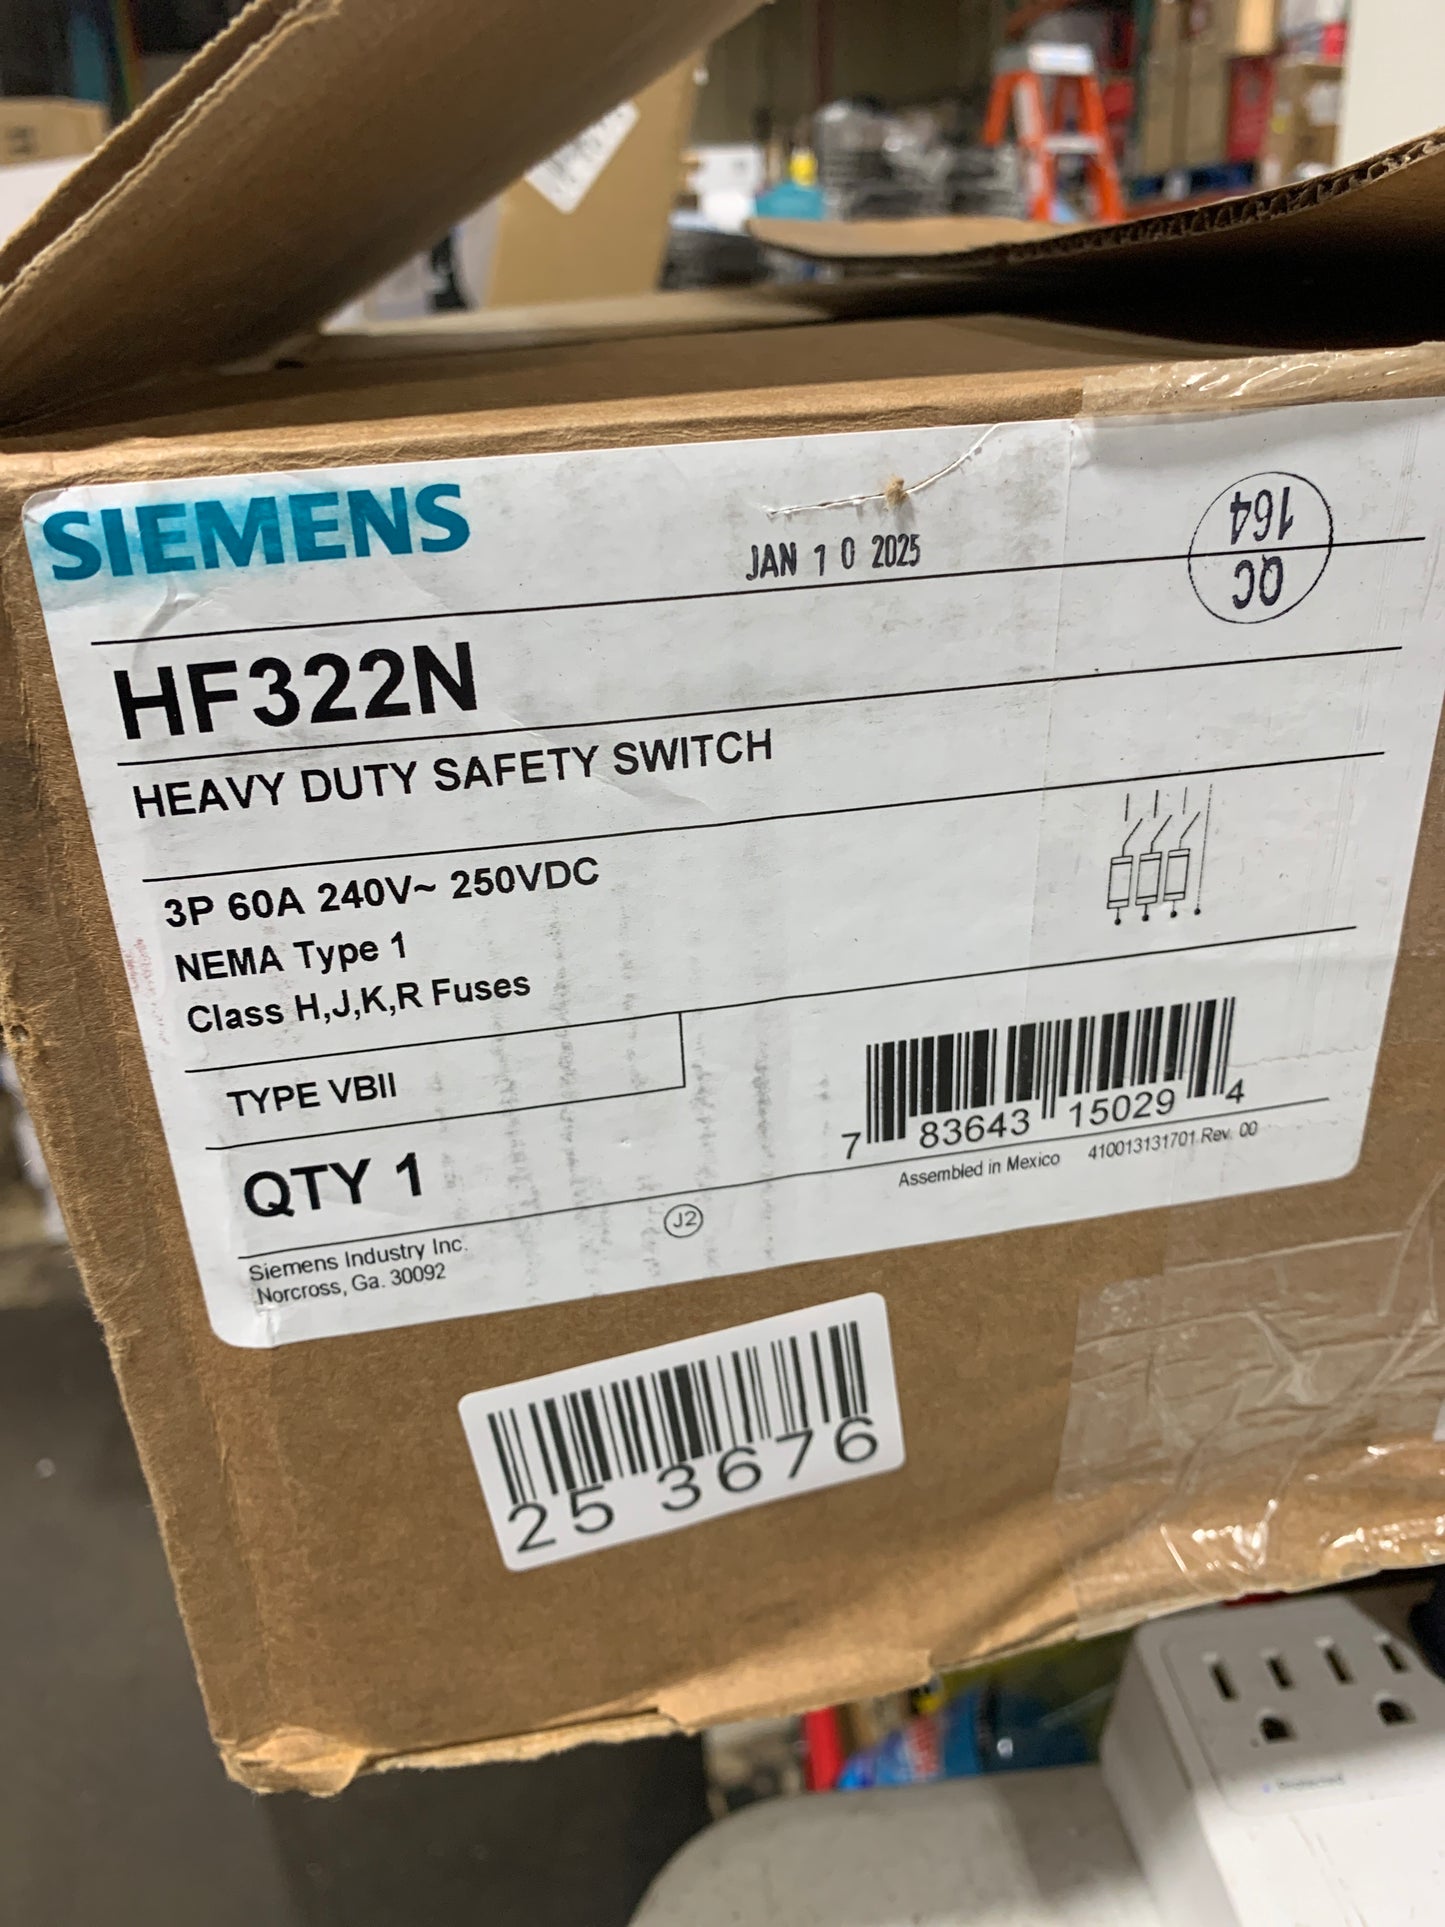 SIEMENS
JAN 10 2025
QC
164
HF322N
HEAVY DUTY SAFETY SWITCH
3P 60A 240V~ 250VDC
NEMA Type 1
Class H,J,K,R Fuses
TYPE VBII
7 83643 15029 4
QTY 1
Assembled in Mexico 410013131701 Rev. 00
J2
Siemens Industry Inc.
Norcross, Ga. 30092
25 3676
Protected